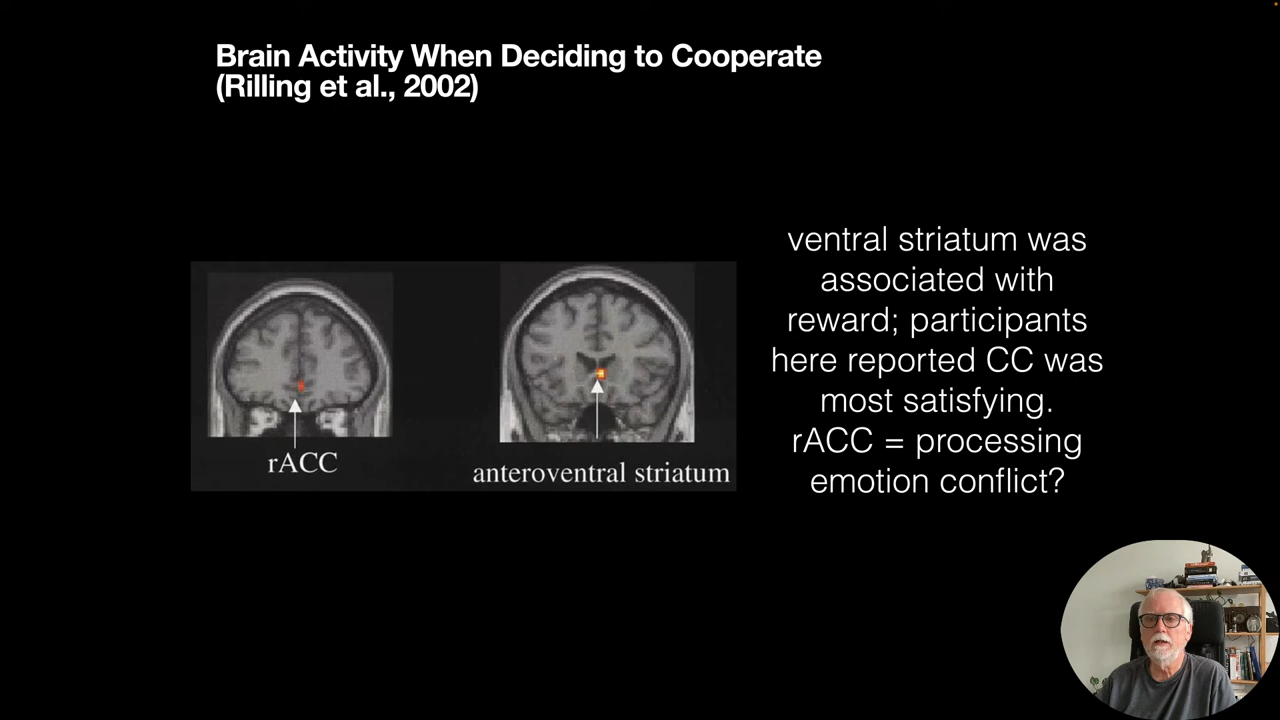 Brain Activity When Deciding to Cooperate
(Rilling et al., 2002)
ventral striatum was
associated with
reward; participants
here reported CC was
most satisfying.
rACC = processing
emotion conflict?
rACC
anteroventral striatum